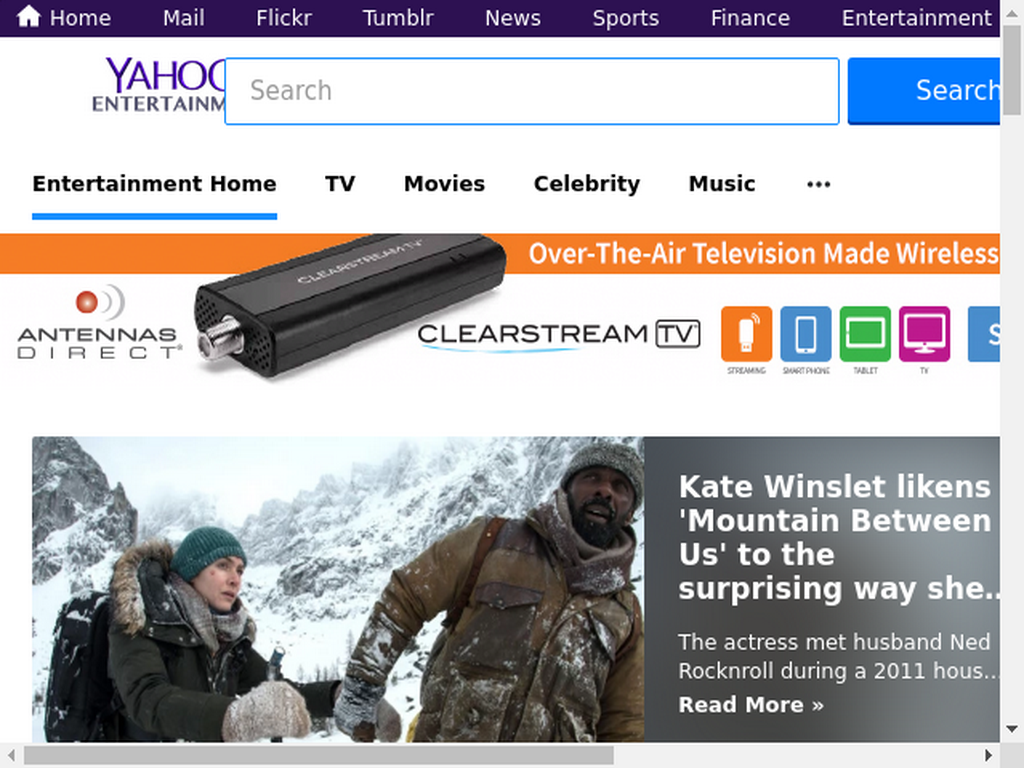 Home Mail Flickr Tumblr News Sports Finance Entertainment
YAHOO
ENTERTAINM
Search
Search
Entertainment Home TV Movies Celebrity Music •••
CLEARSTREAM TV™
Over-The-Air Television Made Wireless
ANTENNAS
DIRECT®
CLEARSTREAM TV
S
STREAMING SMART PHONE TABLET TV
Kate Winslet likens
'Mountain Between
Us' to the
surprising way she...
The actress met husband Ned
Rocknroll during a 2011 hous...
Read More »